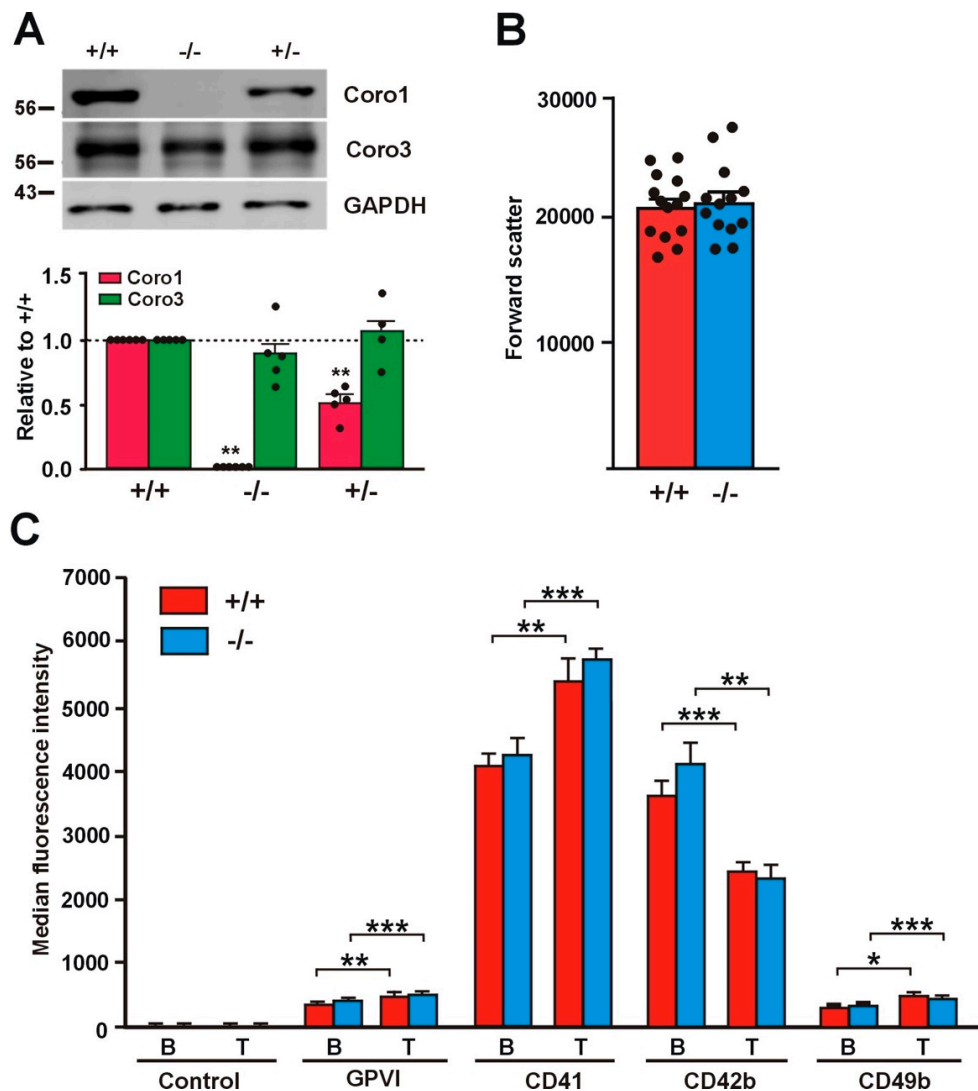 A
+/+ -/- +/-
56
Coro1
56
Coro3
43
GAPDH
1.5
1.0
0.5
0.0
Relative to +/+
Coro1
Coro3
**
**
+/+ -/- +/-
B
30000
20000
10000
Forward scatter
+/+ -/-
C
7000
6000
5000
4000
3000
2000
1000
0
Median fluorescence intensity
+/+
-/-
***
**
***
**
**
***
***
*
B T B T B T B T B T
Control GPVI CD41 CD42b CD49b